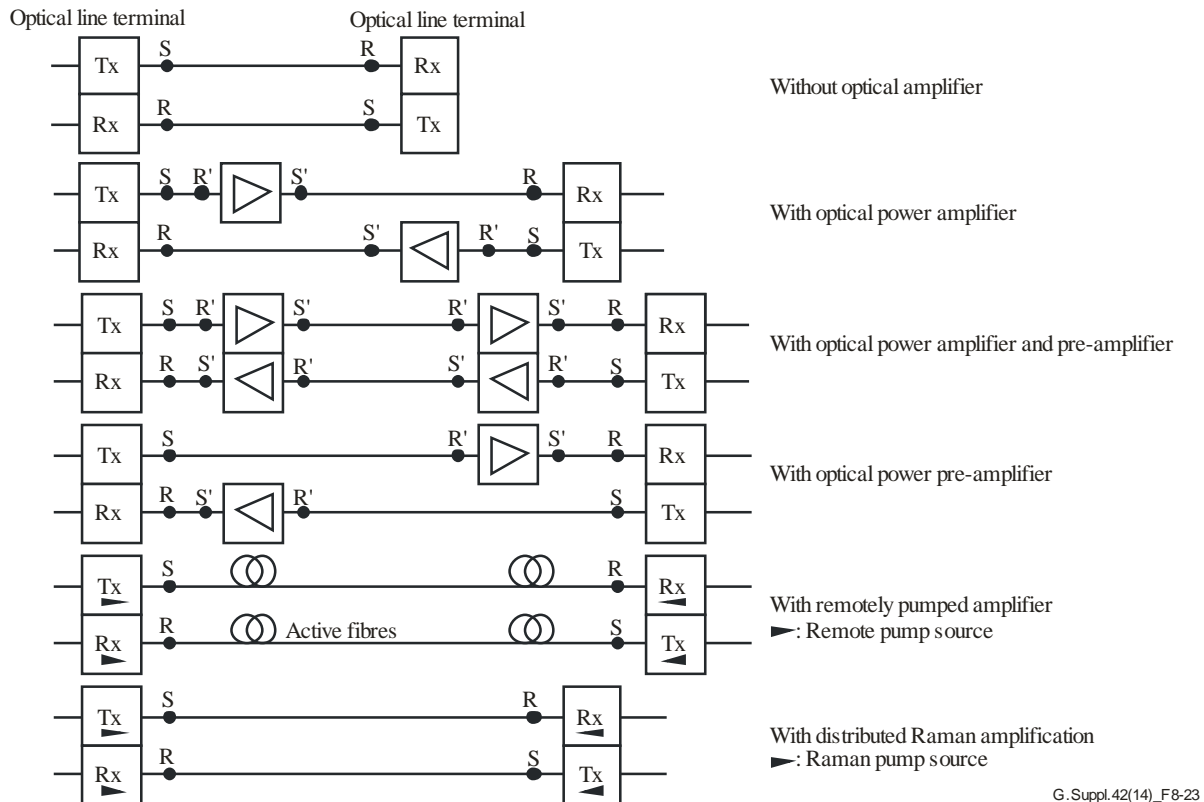 Optical line terminal Optical line terminal
S R
Tx Rx
Without optical amplifier
R S
Rx Tx
S R' S' R
Tx Rx
With optical power amplifier
R S' R' S
Rx Tx
S R' S' R' S' R
Tx Rx
With optical power amplifier and pre-amplifier
R S' R' S' R' S
Rx Tx
S R' S' R
Tx Rx
With optical power pre-amplifier
R S' R' S
Rx Tx
S R
Tx Rx
With remotely pumped amplifier
R Active fibres S
►: Remote pump source
Rx Tx
S R
Tx Rx
With distributed Raman amplification
R S
►: Raman pump source
Rx Tx
G.Suppl.42(14)_F8-23